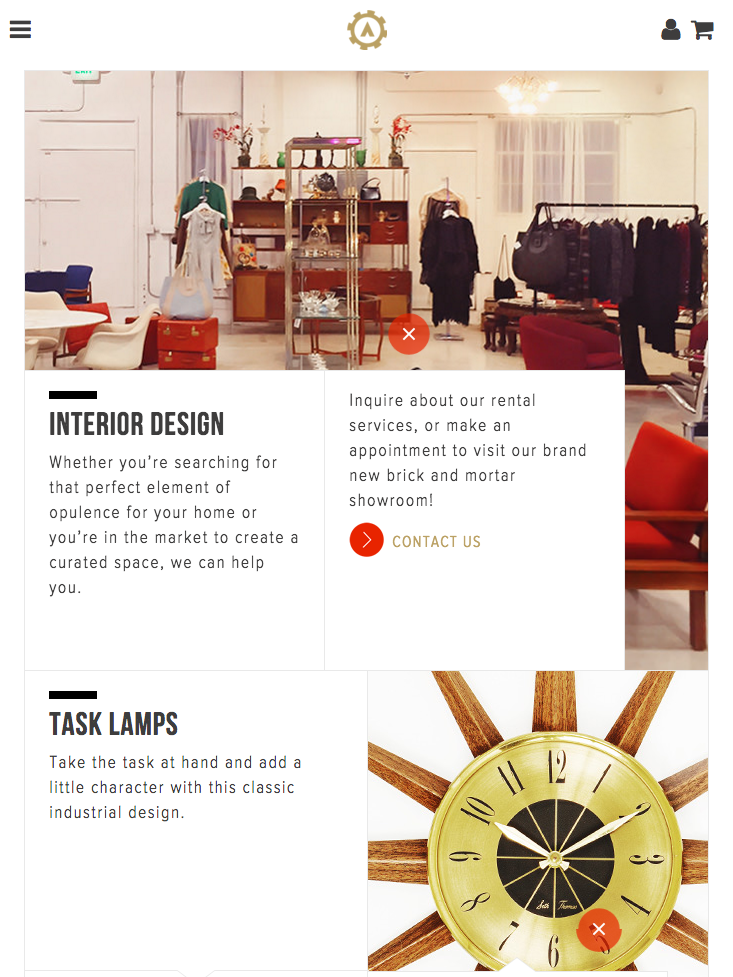 EXIT
INTERIOR DESIGN
Whether you're searching for
that perfect element of
opulence for your home or
you're in the market to create a
curated space, we can help
you.
Inquire about our rental
services, or make an
appointment to visit our brand
new brick and mortar
showroom!
CONTACT US
TASK LAMPS
Take the task at hand and add a
little character with this classic
industrial design.
12
1
2
3
4
5
6
7
8
9
10
11
Seth Thomas